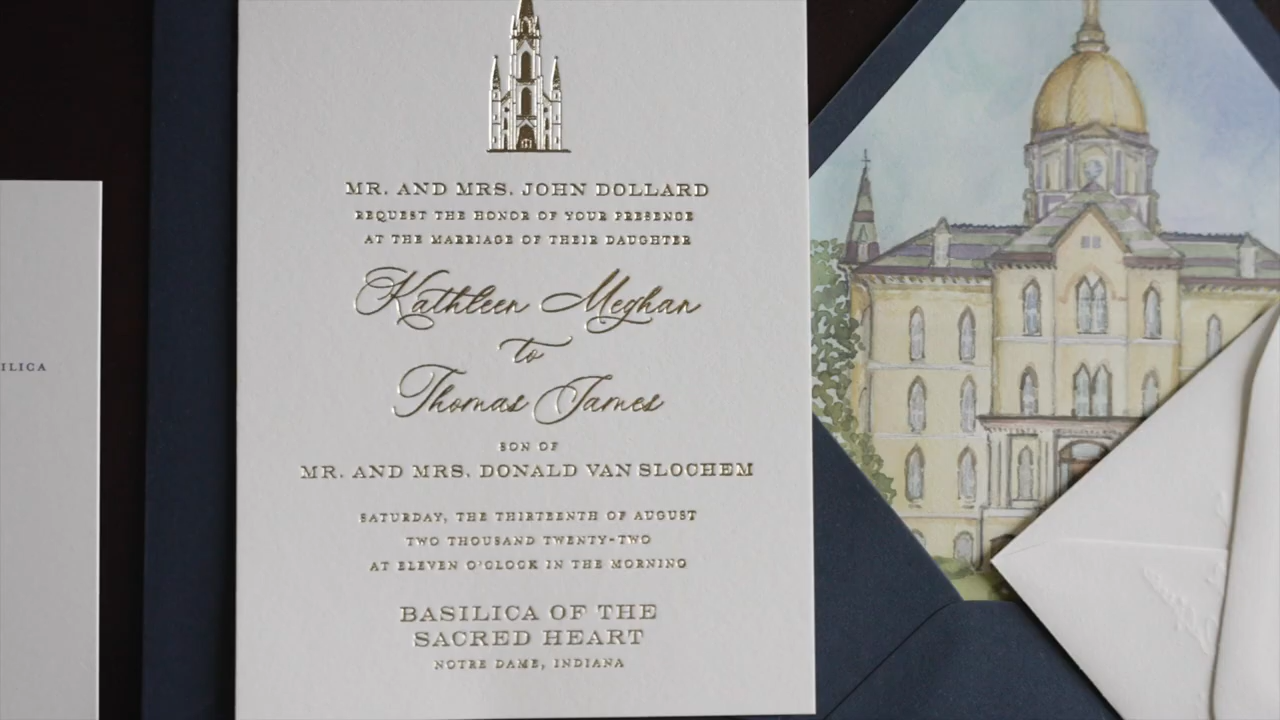 MR. AND MRS. JOHN DOLLARD
REQUEST THE HONOR OF YOUR PRESENCE
AT THE MARRIAGE OF THEIR DAUGHTER
Kathleen Meghan
to
Thomas James
SON OF
MR. AND MRS. DONALD VAN SLOCHEM
SATURDAY, THE THIRTEENTH OF AUGUST
TWO THOUSAND TWENTY-TWO
AT ELEVEN O'CLOCK IN THE MORNING
BASILICA OF THE
SACRED HEART
NOTRE DAME, INDIANA
ILICA